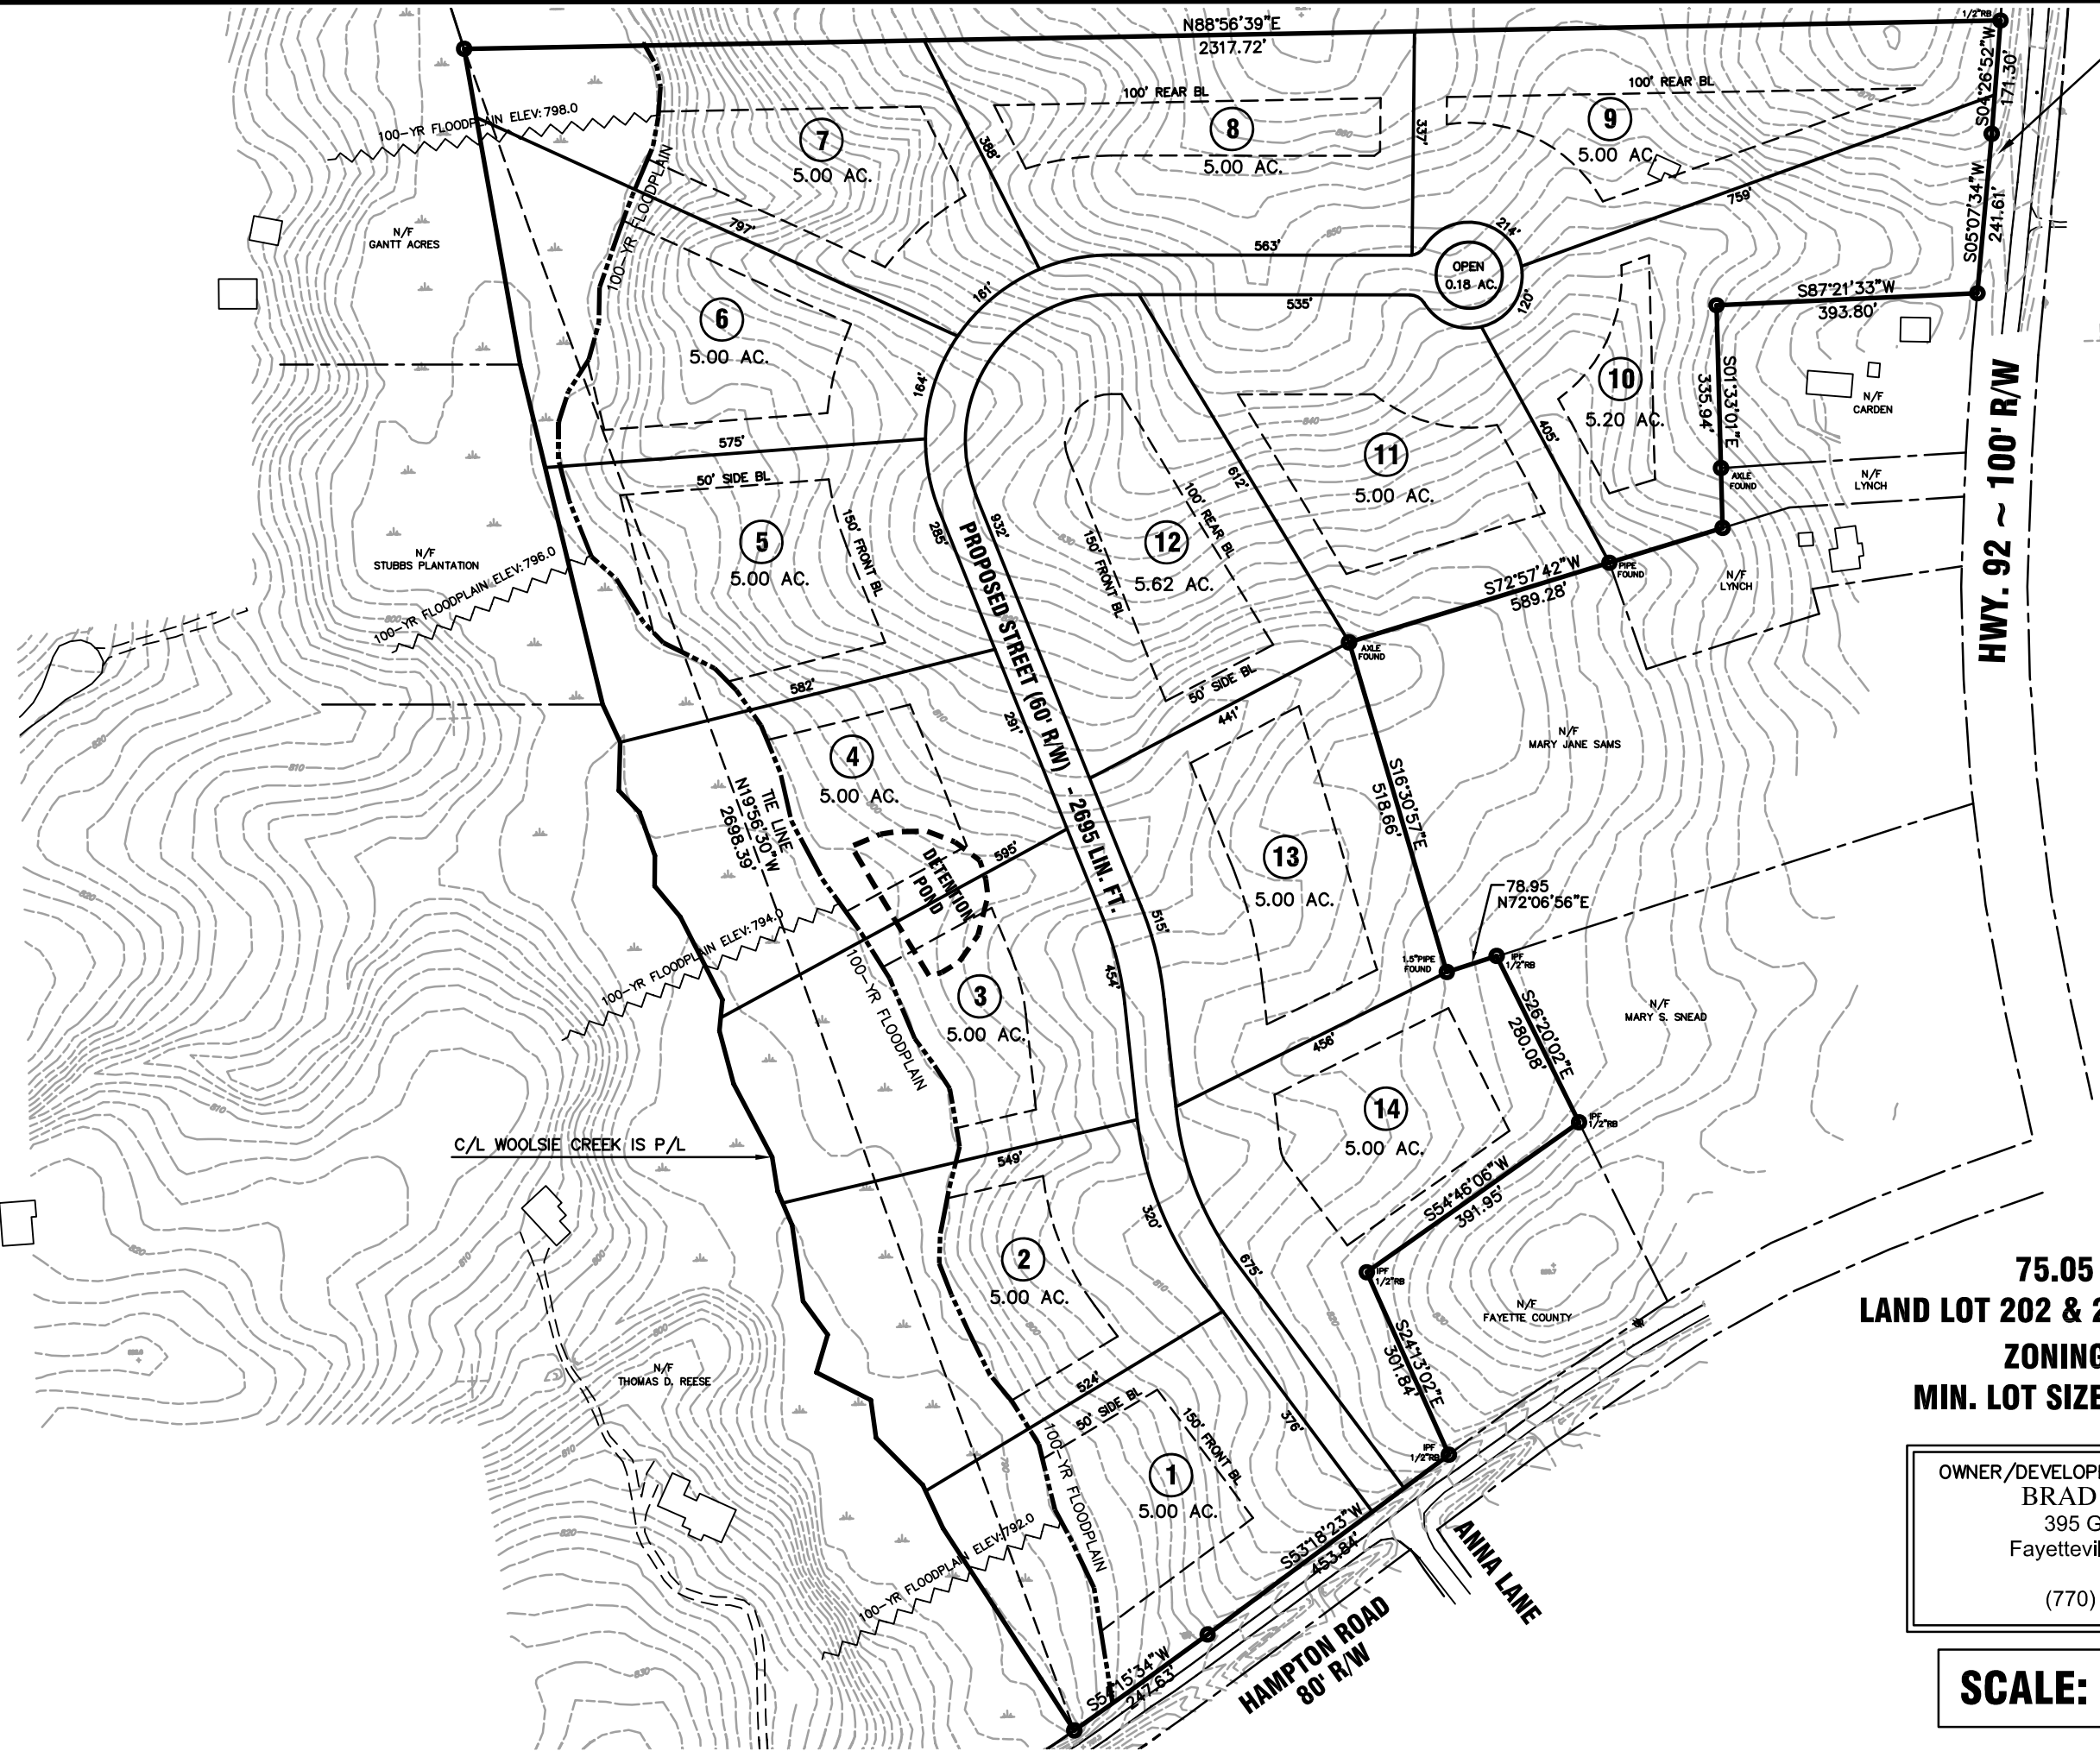 N88°56'39"E
2317.72'
1/2"RB
S04°26'52"W
171.30'
100-YR FLOODPLAIN ELEV: 798.0
7
5.00 AC.
388'
100' REAR BL
8
5.00 AC.
337'
100' REAR BL
9
5.00 AC.
759'
S05°07'34"W
241.61'
N/F
GANTT ACRES
100-YR FLOODPLAIN
797'
161'
563'
214'
OPEN
0.18 AC.
120'
535'
S87°21'33"W
393.80'
6
5.00 AC.
164'
575'
10
5.20 AC.
405'
S01°33'01"E
335.94'
N/F
CARDEN
HWY. 92 ~ 100' R/W
AXLE
FOUND
N/F
LYNCH
11
5.00 AC.
612'
50' SIDE BL
150' FRONT BL
5
5.00 AC.
285'
932'
PROPOSED STREET (60' R/W) - 2695 LIN. FT.
12
5.62 AC.
150' FRONT BL
100' REAR BL
50' SIDE BL
N/F
STUBBS PLANTATION
100-YR FLOODPLAIN ELEV: 796.0
S72°57'42"W
589.28'
PIPE
FOUND
N/F
LYNCH
AXLE
FOUND
582'
291'
441'
4
5.00 AC.
N/F
MARY JANE SAMS
S16°30'57"E
518.66'
TIE LINE
N19°56'30"W
2698.39'
DETENTION
POND
595'
13
5.00 AC.
78.95
N72°06'56"E
100-YR FLOODPLAIN ELEV: 794.0
100-YR FLOODPLAIN
515'
454'
1.5"PIPE
FOUND
IPF
1/2"RB
3
5.00 AC.
S26°20'02"E
280.08'
N/F
MARY S. SNEAD
456'
C/L WOOLSIE CREEK IS P/L
549'
14
5.00 AC.
IPF
1/2"RB
S54°46'06"W
391.95'
320'
2
5.00 AC.
675'
IPF
1/2"RB
N/F
FAYETTE COUNTY
S24°13'02"E
301.84'
75.05
LAND LOT 202 & 2
ZONING
MIN. LOT SIZE
N/F
THOMAS D. REESE
524'
50' SIDE BL
150' FRONT BL
376'
IPF
1/2"RB
100-YR FLOODPLAIN
1
5.00 AC.
100-YR FLOODPLAIN ELEV: 792.0
S53°18'23"W
453.84'
ANNA LANE
247.63'
HAMPTON ROAD
80' R/W
OWNER/DEVELOP
BRAD
395 G
Fayettevil
(770)
SCALE: